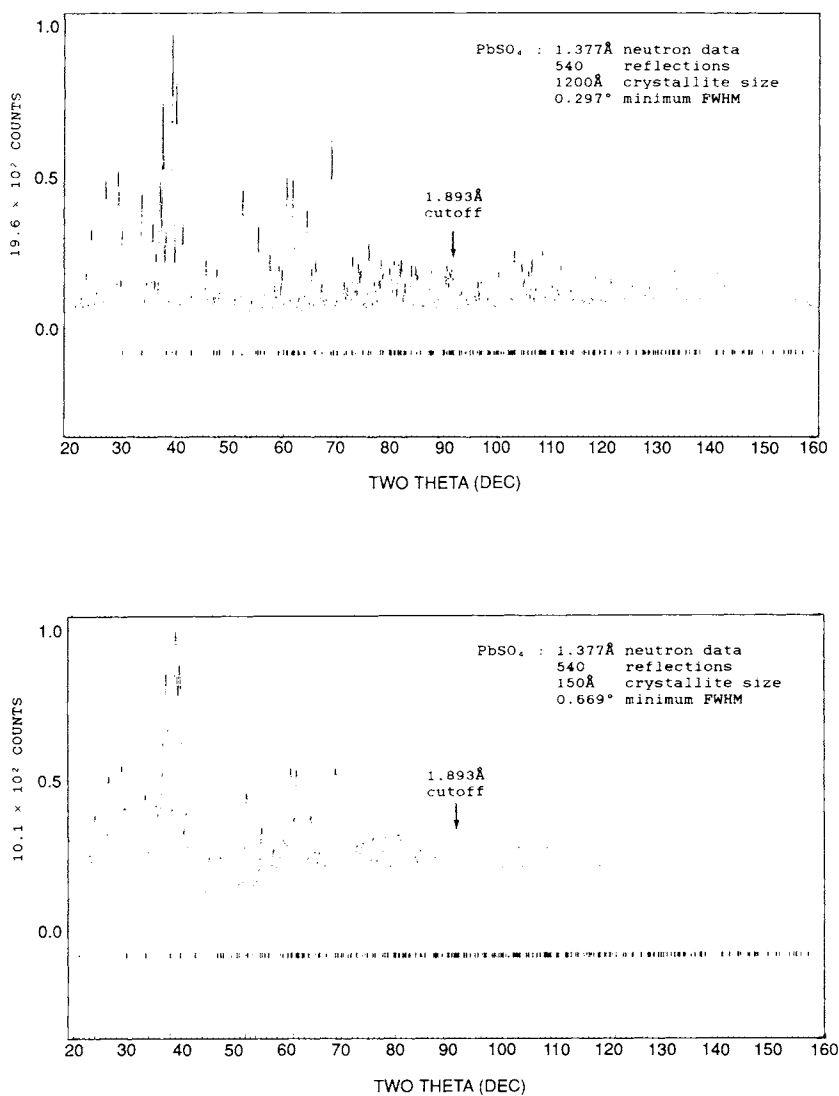 1.0
0.5
0.0
19.6 × 10² COUNTS
PbSO₄ : 1.377Å neutron data
540 reflections
1200Å crystallite size
0.297° minimum FWHM
1.893Å
cutoff
20 30 40 50 60 70 80 90 100 110 120 130 140 150 160
TWO THETA (DEC)
1.0
0.5
0.0
10.1 × 10² COUNTS
PbSO₄ : 1.377Å neutron data
540 reflections
150Å crystallite size
0.669° minimum FWHM
1.893Å
cutoff
20 30 40 50 60 70 80 90 100 110 120 130 140 150 160
TWO THETA (DEC)